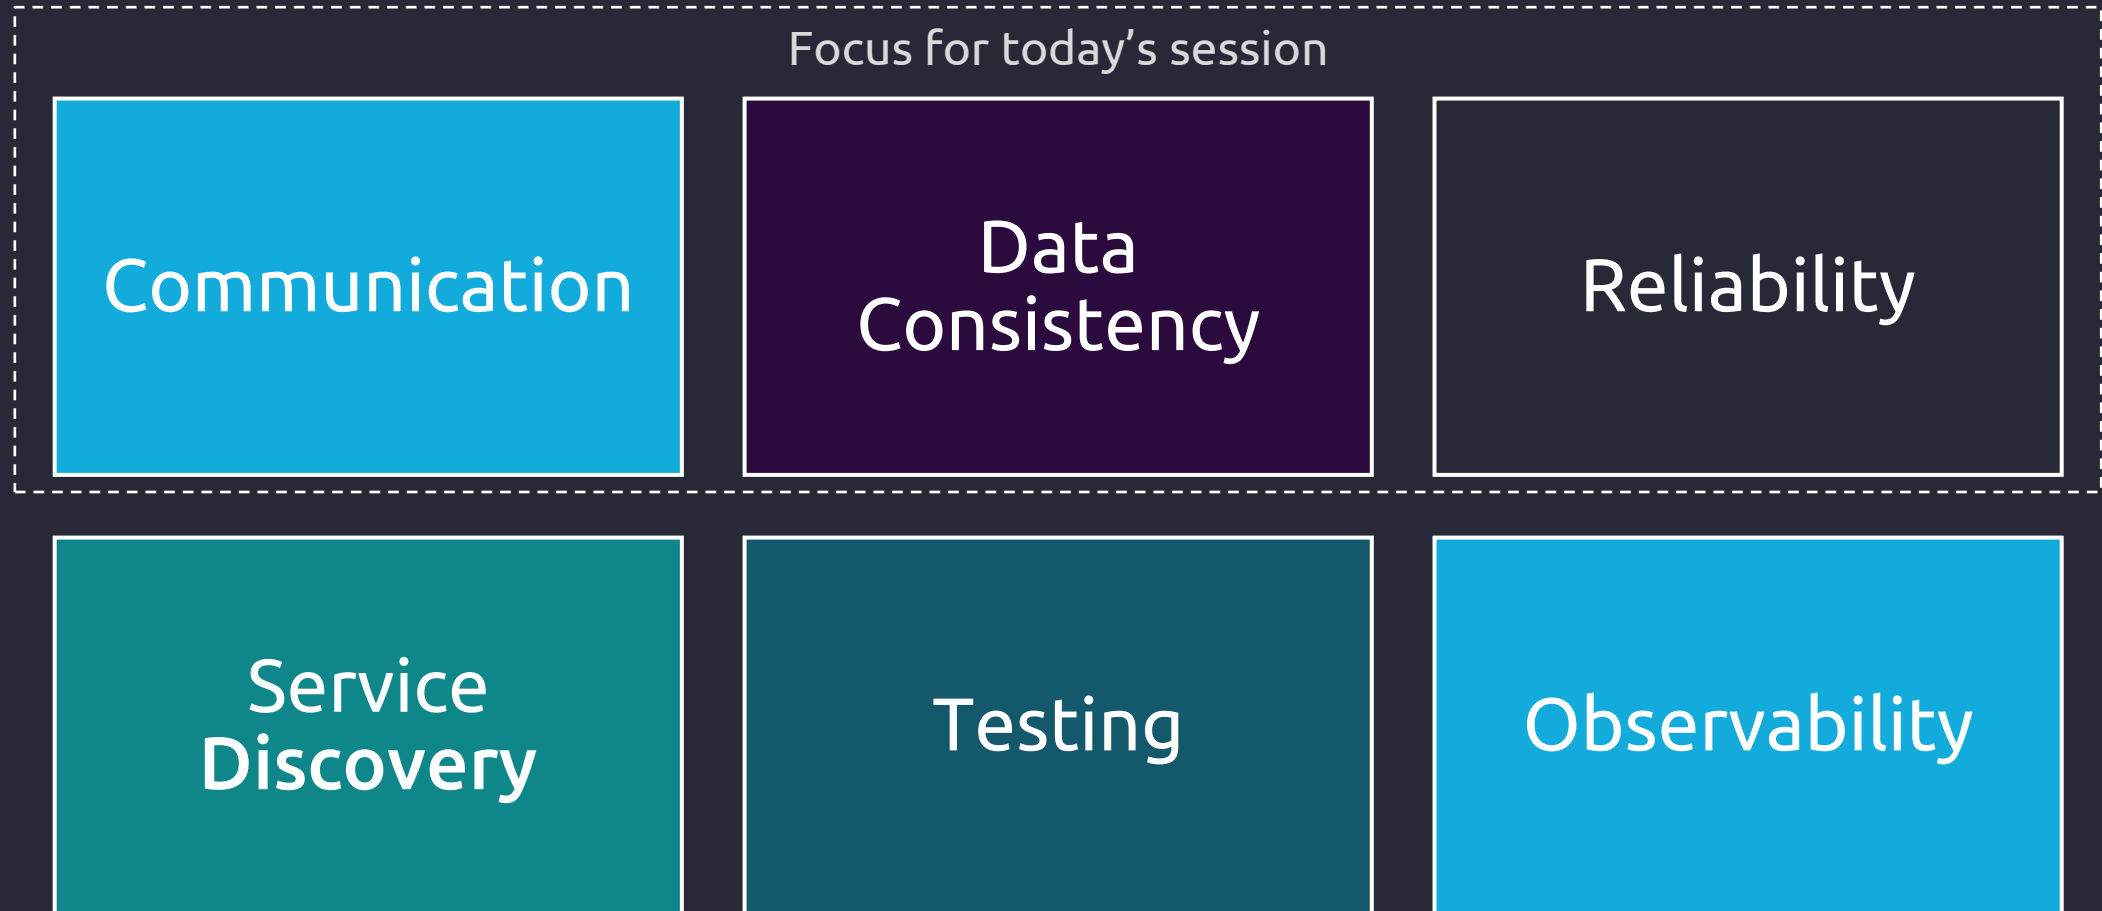 Focus for today’s session
Communication
Data
Consistency
Reliability
Service
Discovery
Testing
Observability